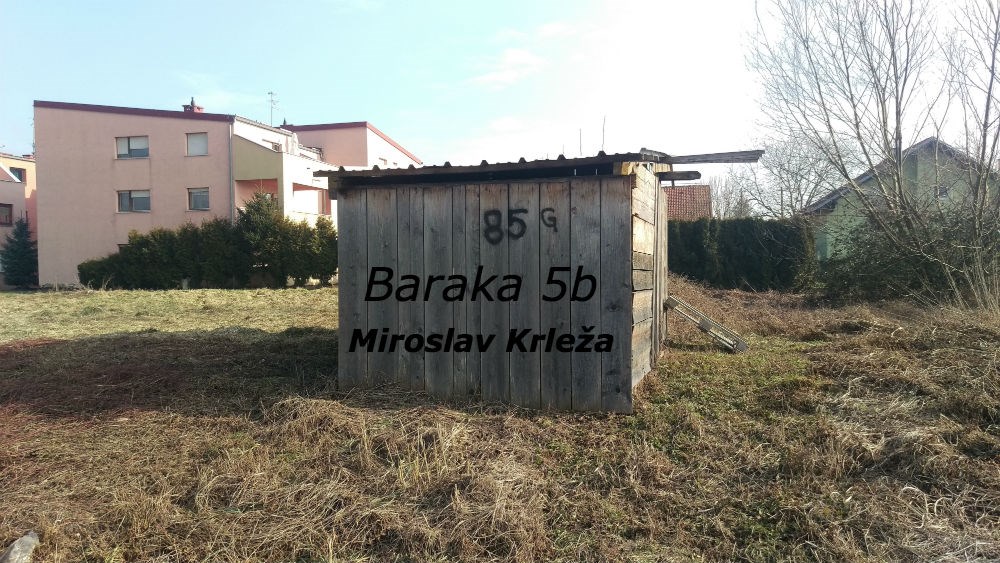 85 G
Baraka 5b
Miroslav Krleža